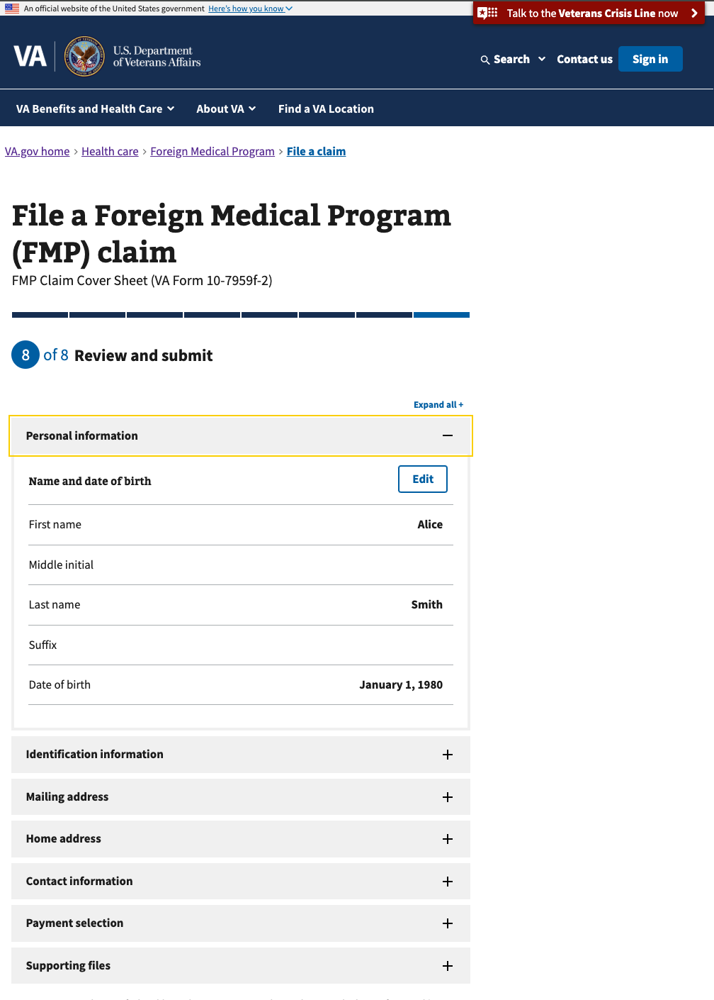 An official website of the United States government Here's how you know
Talk to the Veterans Crisis Line now
VA
U.S. Department
of Veterans Affairs
Search
Contact us
Sign in
VA Benefits and Health Care
About VA
Find a VA Location
VA.gov home › Health care › Foreign Medical Program › File a claim
File a Foreign Medical Program
(FMP) claim
FMP Claim Cover Sheet (VA Form 10-7959f-2)
8 of 8 Review and submit
Expand all +
Personal information
Name and date of birth
Edit
First name
Alice
Middle initial
Last name
Smith
Suffix
Date of birth
January 1, 1980
Identification information
Mailing address
Home address
Contact information
Payment selection
Supporting files